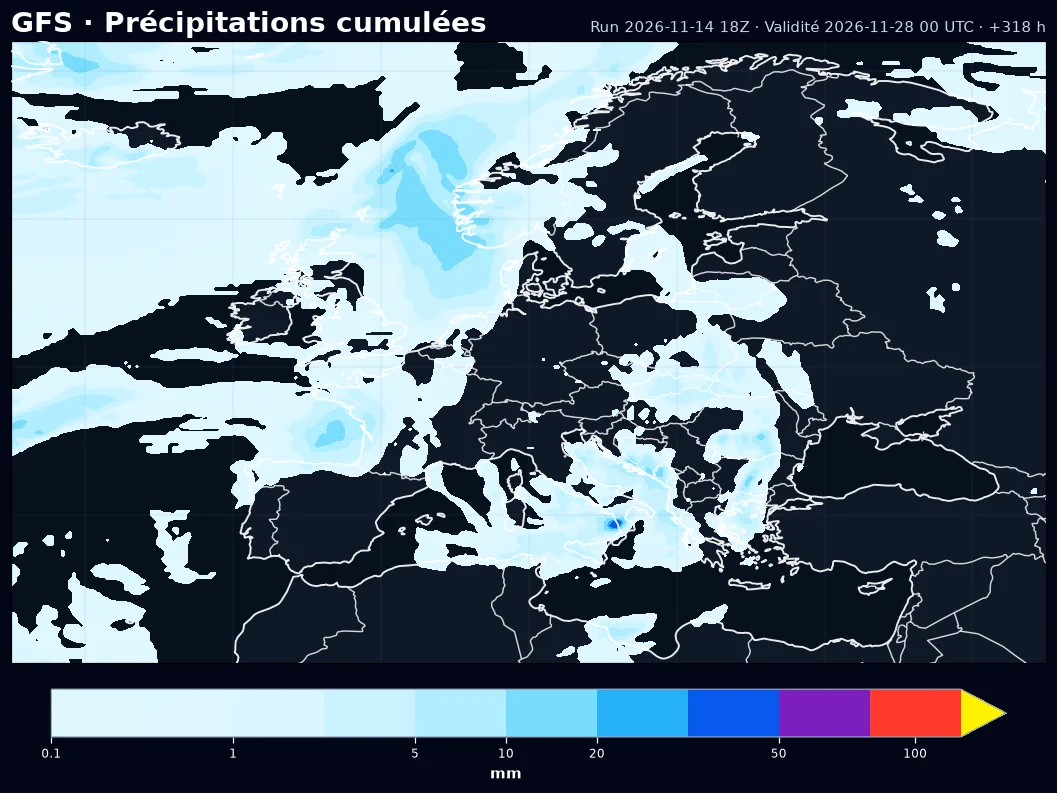 GFS · Précipitations cumulées
Run 2026-11-14 18Z · Validité 2026-11-28 00 UTC · +318 h
0.1 1 5 10 20 50 100
mm